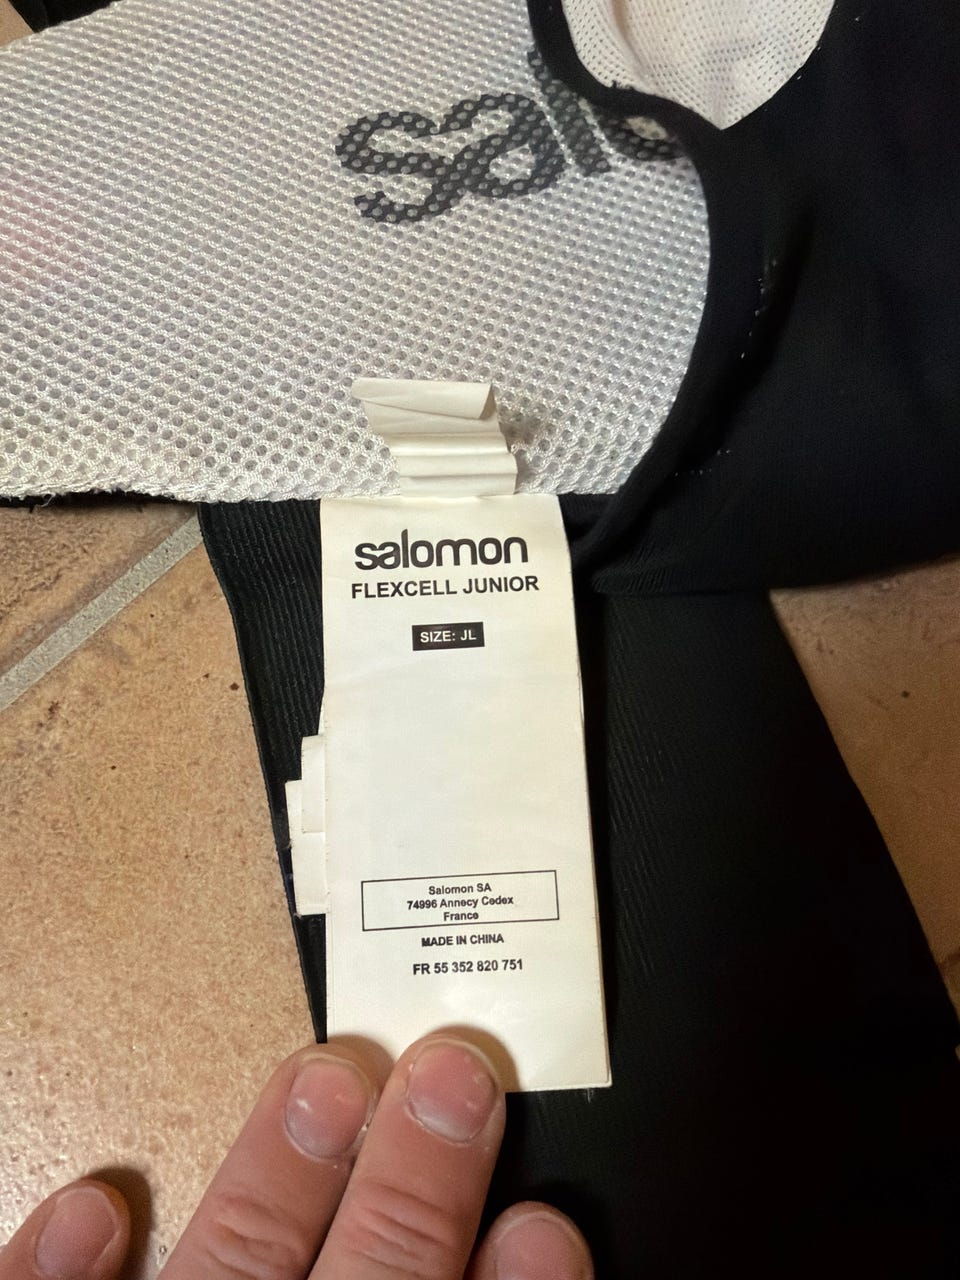 salo
salomon
FLEXCELL JUNIOR
SIZE: JL
Salomon SA
74996 Annecy Cedex
France
MADE IN CHINA
FR 55 352 820 751